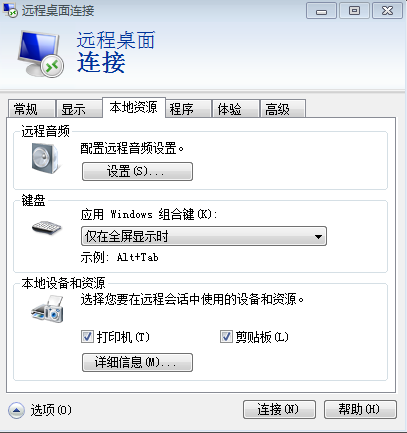 远程桌面连接
远程桌面
连接
常规 显示 本地资源 程序 体验 高级
远程音频
配置远程音频设置。
设置(S)...
键盘
应用 Windows 组合键(K):
仅在全屏显示时
示例: Alt+Tab
本地设备和资源
选择您要在远程会话中使用的设备和资源。
打印机(T) 剪贴板(L)
详细信息(M)...
选项(O) 连接(N) 帮助(H)